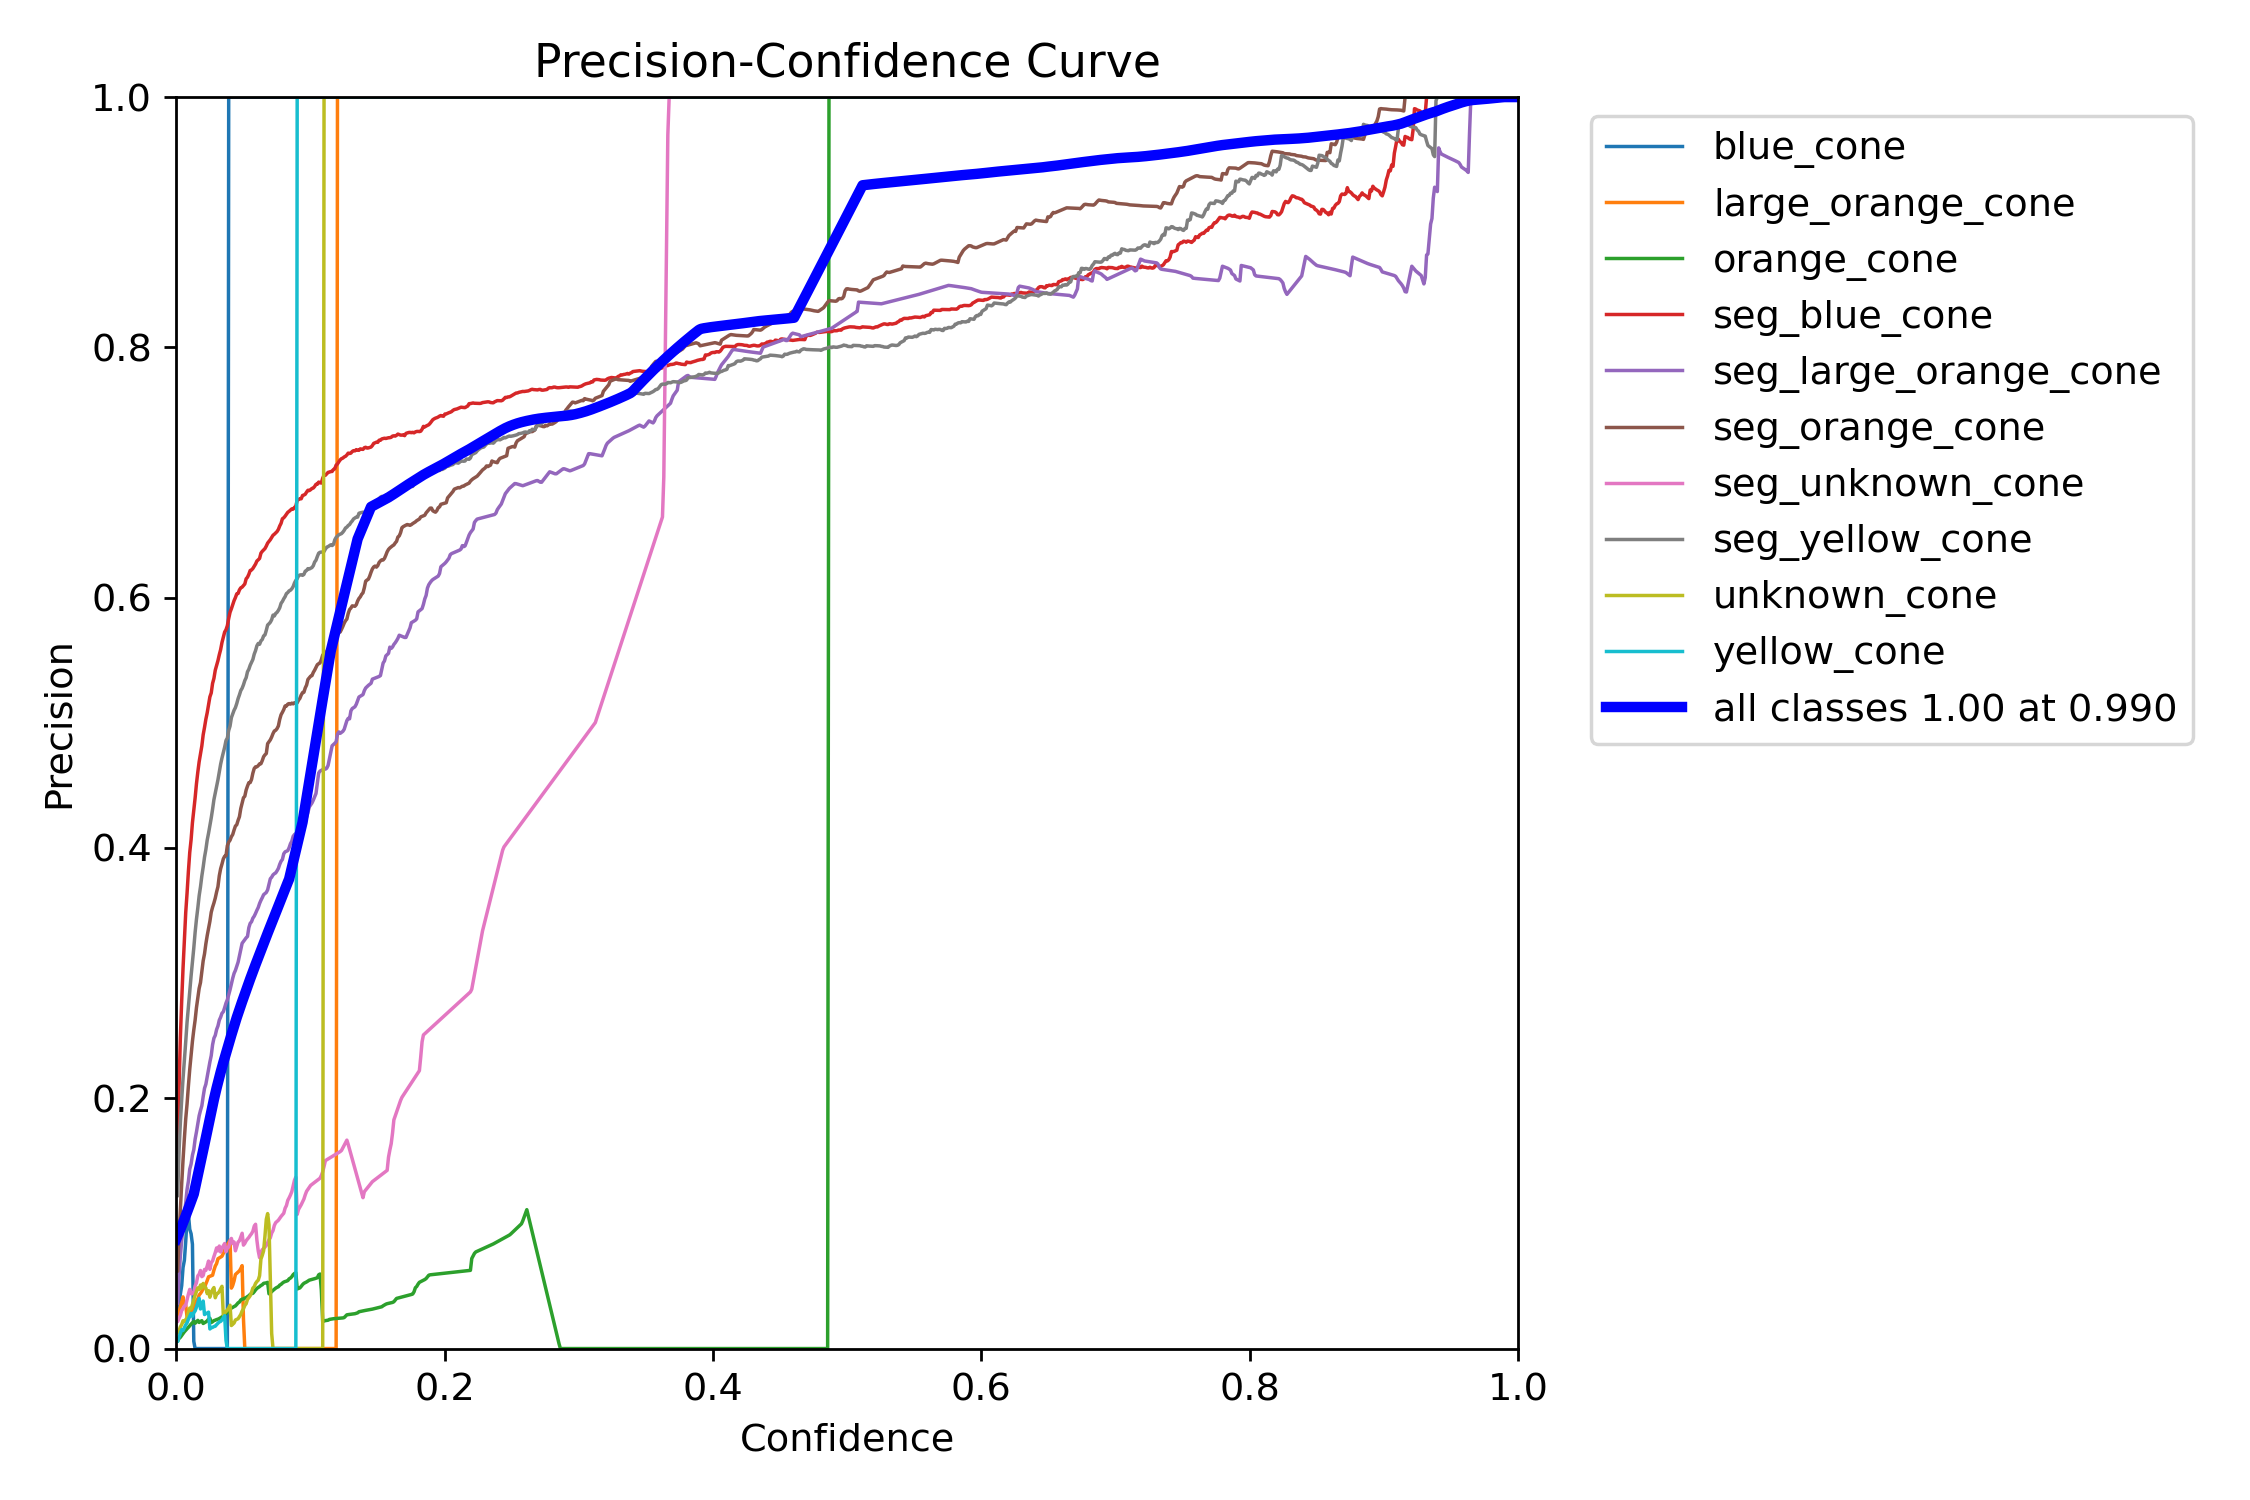 Precision-Confidence Curve
1.0
0.8
0.6
0.4
0.2
0.0
Precision
0.0 0.2 0.4 0.6 0.8 1.0
Confidence
blue_cone
large_orange_cone
orange_cone
seg_blue_cone
seg_large_orange_cone
seg_orange_cone
seg_unknown_cone
seg_yellow_cone
unknown_cone
yellow_cone
all classes 1.00 at 0.990